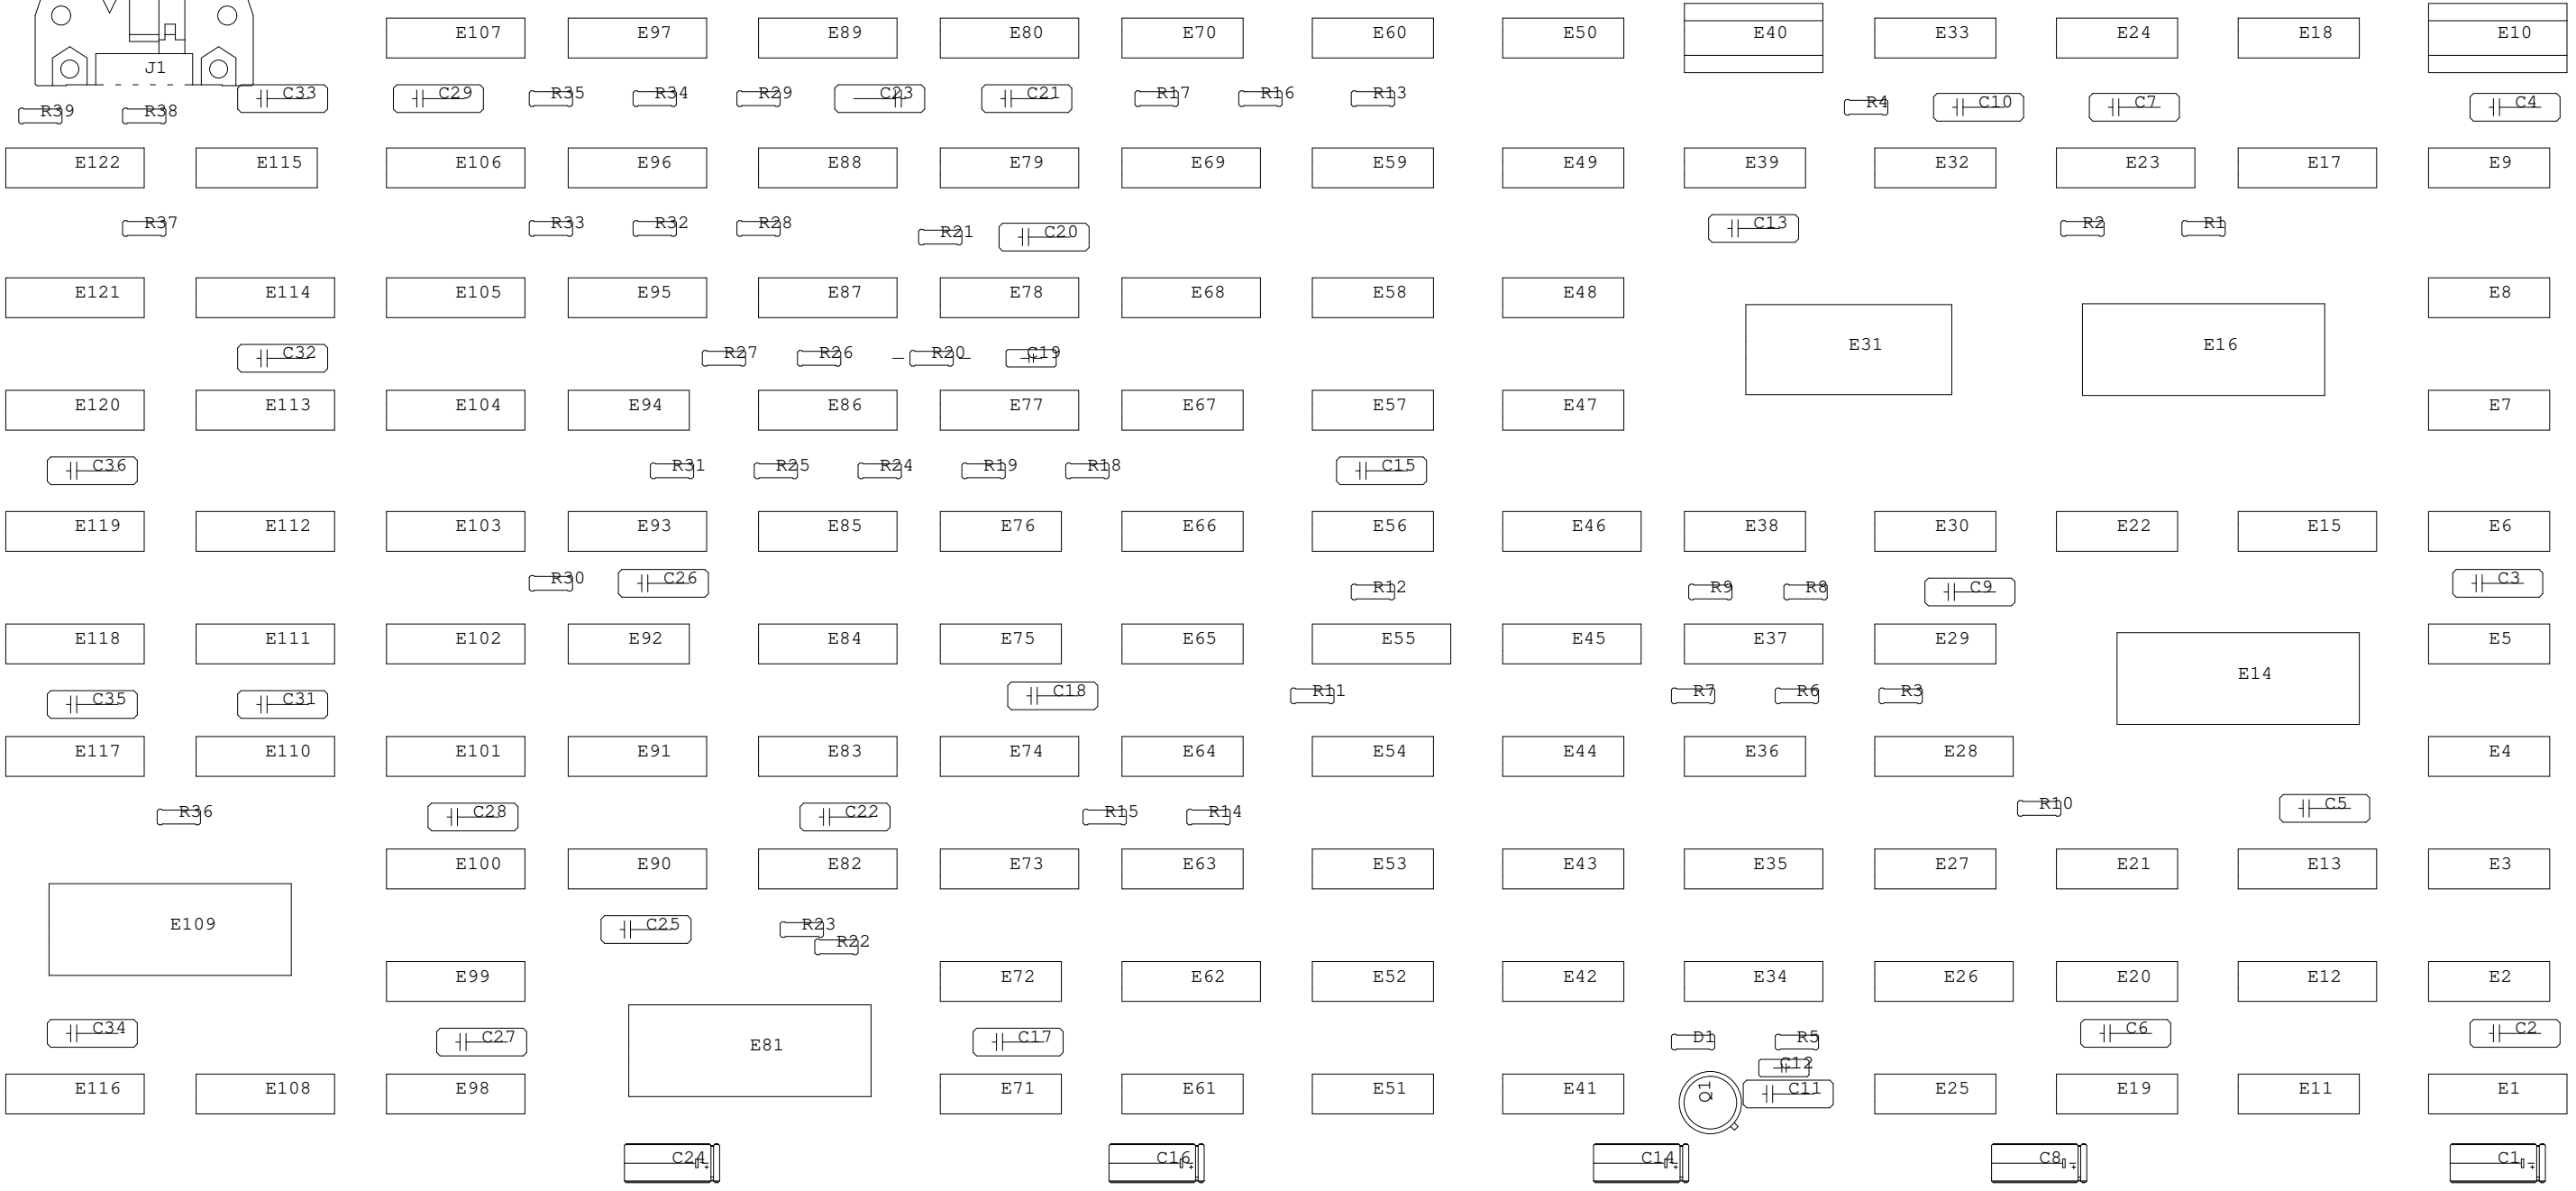 E107 E97 E89 E80 E70 E60 E50 E40 E33 E24 E18 E10
J1
C33 C29 R35 R34 R29 C23 C21 R17 R16 R13 R4 C10 C7 C4
R39 R38
E122 E115 E106 E96 E88 E79 E69 E59 E49 E39 E32 E23 E17 E9
R37 R33 R32 R28 R21 C20 C13 R2 R1
E121 E114 E105 E95 E87 E78 E68 E58 E48 E8
E31 E16
C32 R27 R26 R20 C19
E120 E113 E104 E94 E86 E77 E67 E57 E47 E7
C36 R31 R25 R24 R19 R18 C15
E119 E112 E103 E93 E85 E76 E66 E56 E46 E38 E30 E22 E15 E6
R30 C26 R12 R9 R8 C9 C3
E118 E111 E102 E92 E84 E75 E65 E55 E45 E37 E29 E5
E14
C35 C31 C18 R11 R7 R6 R3
E117 E110 E101 E91 E83 E74 E64 E54 E44 E36 E28 E4
R36 C28 C22 R15 R14 R10 C5
E100 E90 E82 E73 E63 E53 E43 E35 E27 E21 E13 E3
E109 C25 R23
R22
E99 E72 E62 E52 E42 E34 E26 E20 E12 E2
C34 C27 E81 C17 D1 R5 C6 C2
C12
E116 E108 E98 E71 E61 E51 E41 Q1 C11 E25 E19 E11 E1
C24 C16 C14 C8 C1